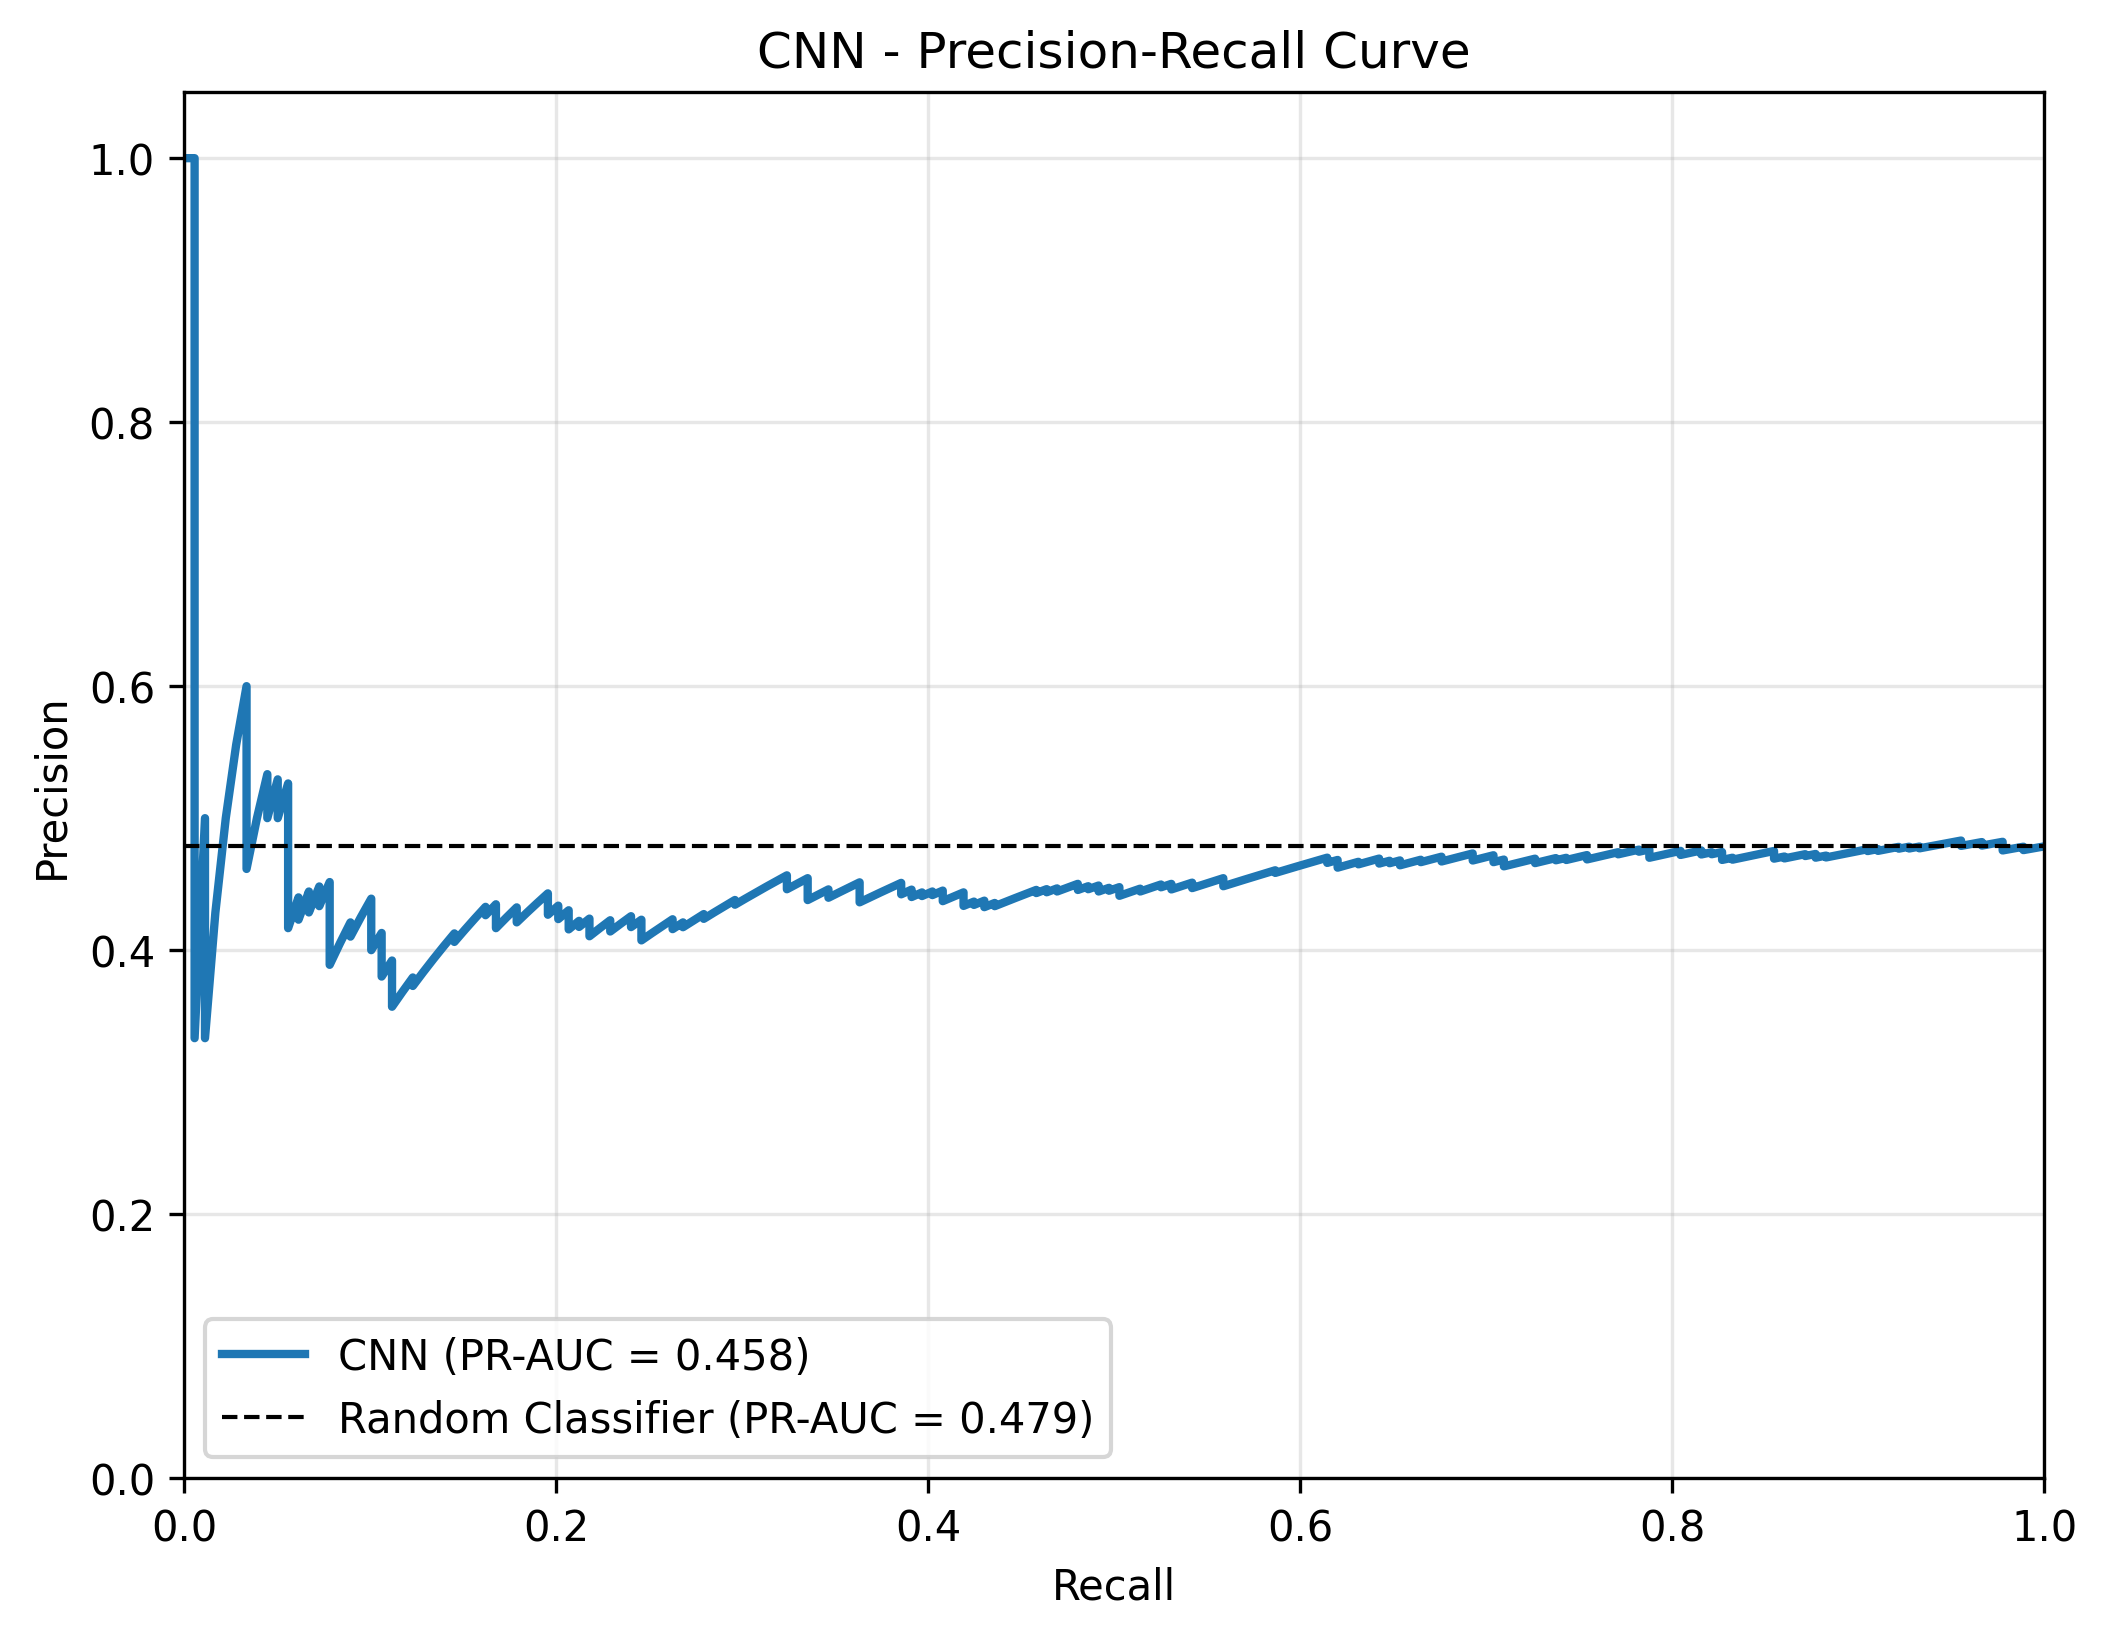 CNN - Precision-Recall Curve
1.0
0.8
0.6
0.4
0.2
0.0
Precision
CNN (PR-AUC = 0.458)
Random Classifier (PR-AUC = 0.479)
0.0 0.2 0.4 0.6 0.8 1.0
Recall